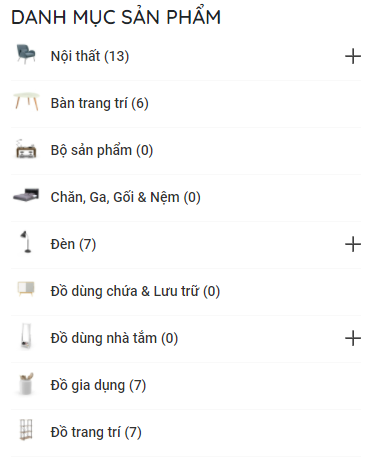 DANH MỤC SẢN PHẨM
Nội thất (13)
Bàn trang trí (6)
Bộ sản phẩm (0)
Chăn, Ga, Gối & Nệm (0)
Đèn (7)
Đồ dùng chứa & Lưu trữ (0)
Đồ dùng nhà tắm (0)
Đồ gia dụng (7)
Đồ trang trí (7)